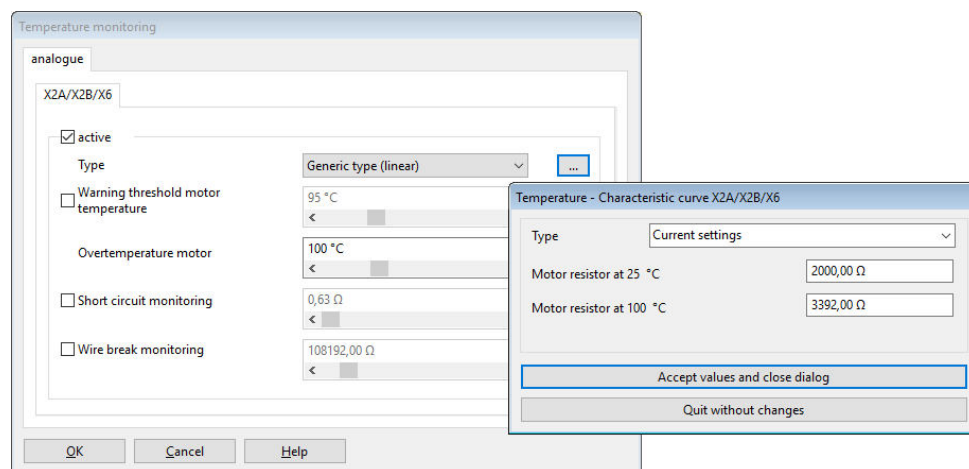 Temperature monitoring
analogue
X2A/X2B/X6
active
Type
Generic type (linear)
...
Warning threshold motor
temperature
95 °C
Overtemperature motor
100 °C
Short circuit monitoring
0,63 Ω
Wire break monitoring
108192,00 Ω
OK
Cancel
Help
Temperature - Characteristic curve X2A/X2B/X6
Type
Current settings
Motor resistor at 25 °C
2000,00 Ω
Motor resistor at 100 °C
3392,00 Ω
Accept values and close dialog
Quit without changes